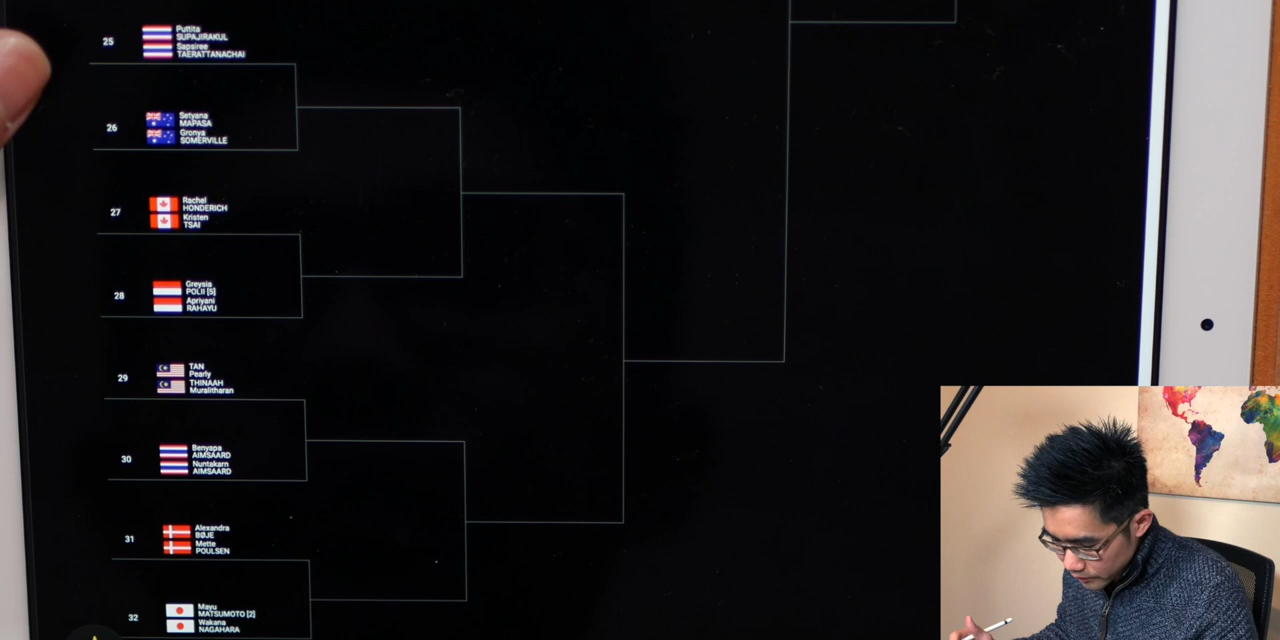 25
Puttita
SUPAJIRAKUL
Sapsiree
TAERATTANACHAI
26
Setyana
MAPASA
Gronya
SOMERVILLE
27
Rachel
HONDERICH
Kristen
TSAI
28
Greysia
POLII [5]
Apriyani
RAHAYU
29
TAN
Pearly
THINAAH
Muralitharan
30
Benyapa
AIMSAARD
Nuntakarn
AIMSAARD
31
Alexandra
BØJE
Mette
POULSEN
32
Mayu
MATSUMOTO [2]
Wakana
NAGAHARA